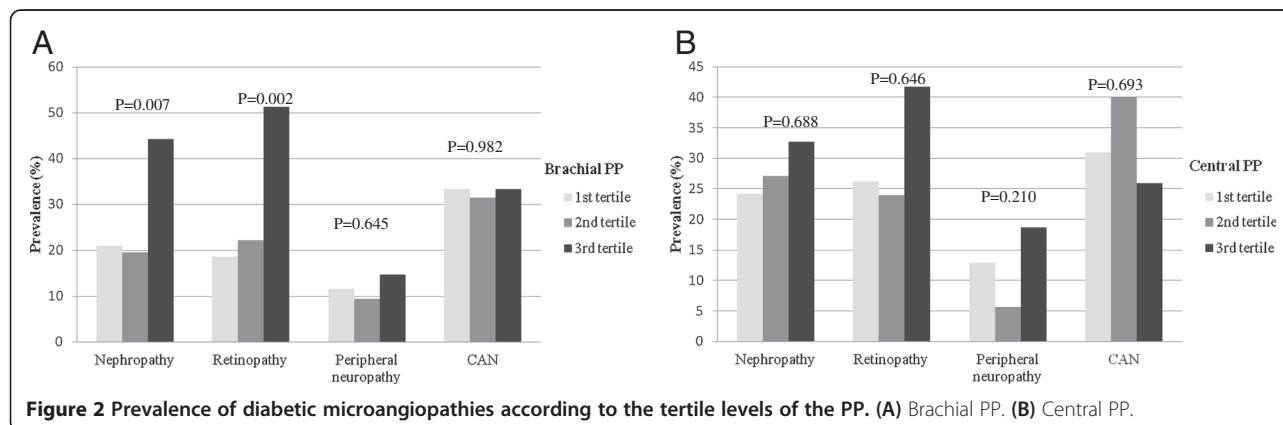 A
60
50
40
30
20
10
0
Prevalence (%)
P=0.007
P=0.002
P=0.645
P=0.982
Nephropathy
Retinopathy
Peripheral
neuropathy
CAN
Brachial PP
1st tertile
2nd tertile
3rd tertile
B
45
40
35
30
25
20
15
10
5
0
Prevalence (%)
P=0.688
P=0.646
P=0.210
P=0.693
Nephropathy
Retinopathy
Peripheral
neuropathy
CAN
Central PP
1st tertile
2nd tertile
3rd tertile
Figure 2 Prevalence of diabetic microangiopathies according to the tertile levels of the PP. (A) Brachial PP. (B) Central PP.